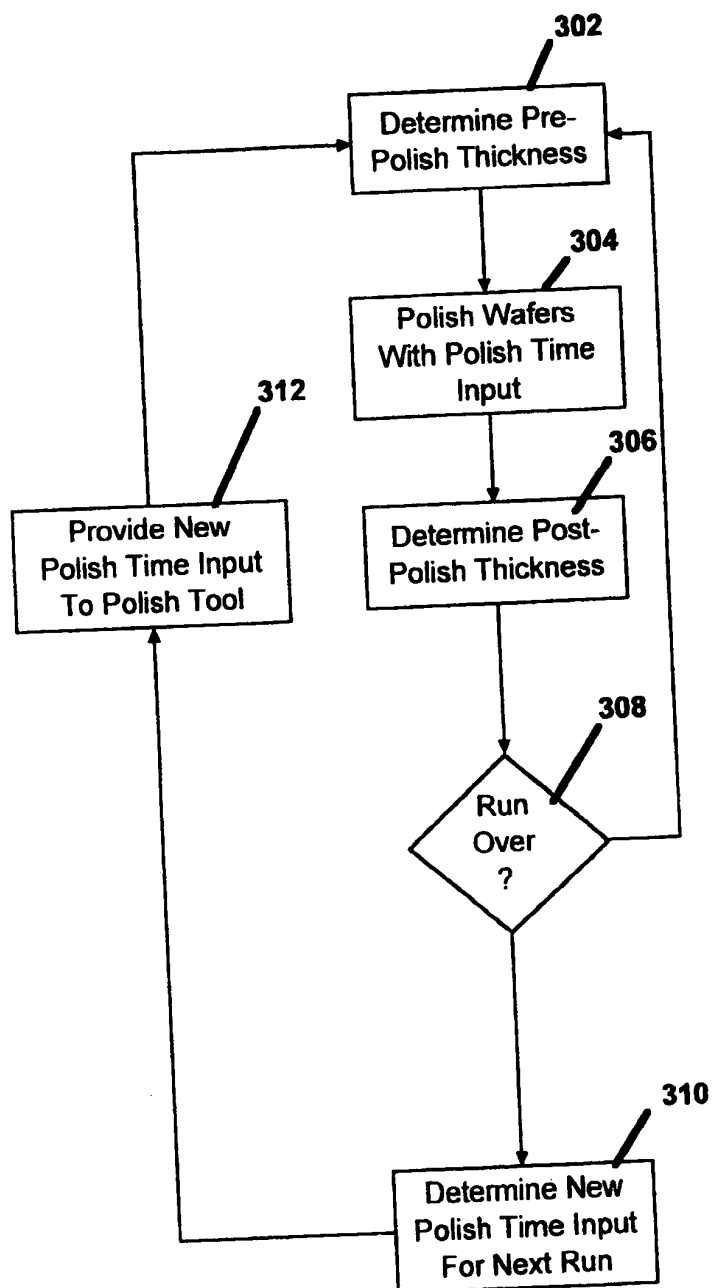 302
Determine Pre-
Polish Thickness
304
Polish Wafers
With Polish Time
Input
312
306
Provide New
Polish Time Input
To Polish Tool
Determine Post-
Polish Thickness
308
Run
Over
?
310
Determine New
Polish Time Input
For Next Run